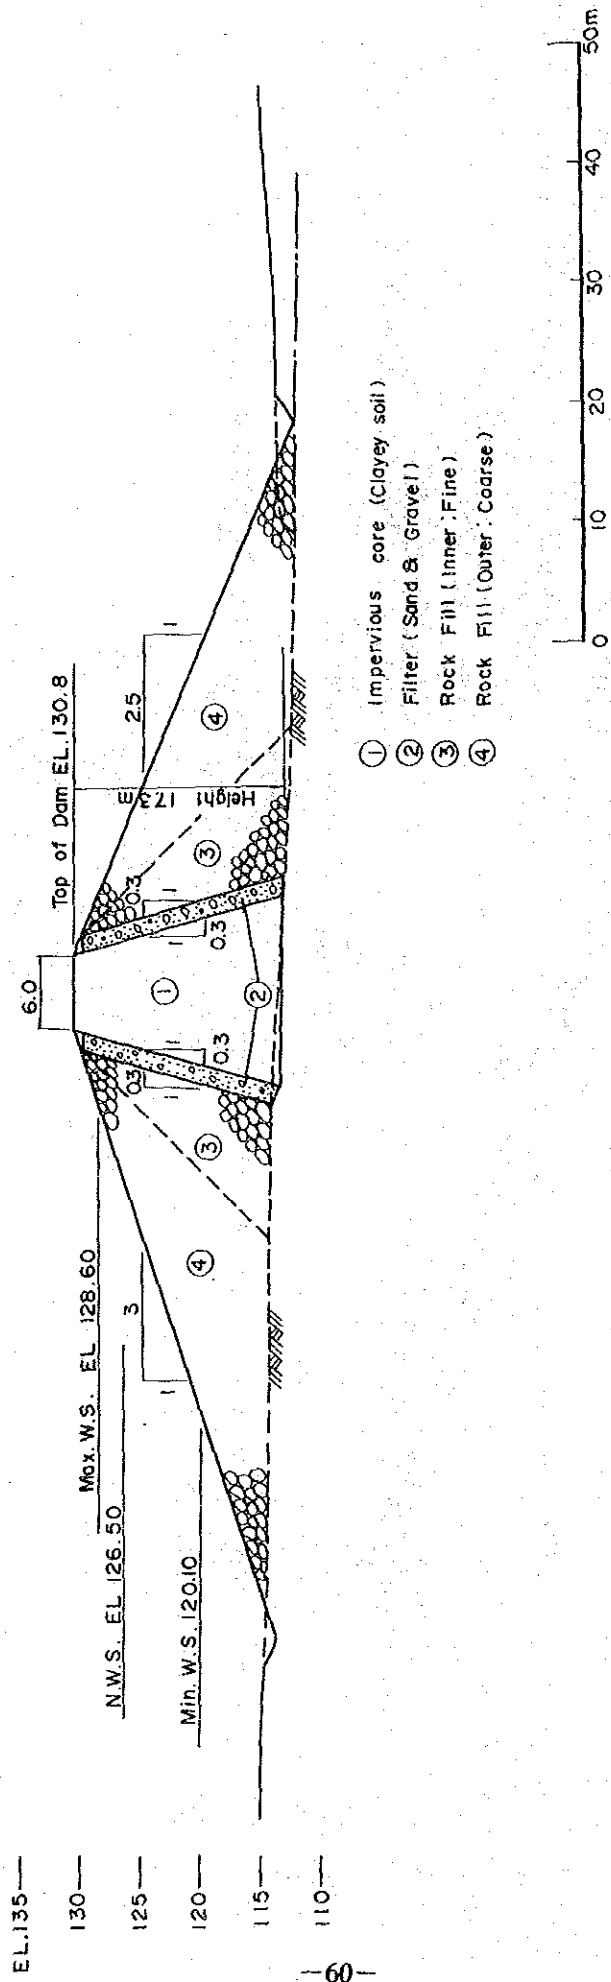 EL.135
130
125
120
115
110
Max. W.S. EL 128.60
N.W.S. EL 126.50
Min. W.S. 120.10
6.0
Top of Dam EL.130.8
Height 17.3m
3
1
0.3
1
0.3
1
0.3
1
0.3
1
2.5
1
4
3
1
2
3
4
1 Impervious core (Clayey soil)
2 Filter (Sand & Gravel)
3 Rock Fill (Inner: Fine)
4 Rock Fill (Outer: Coarse)
0 10 20 30 40 50m
-60-